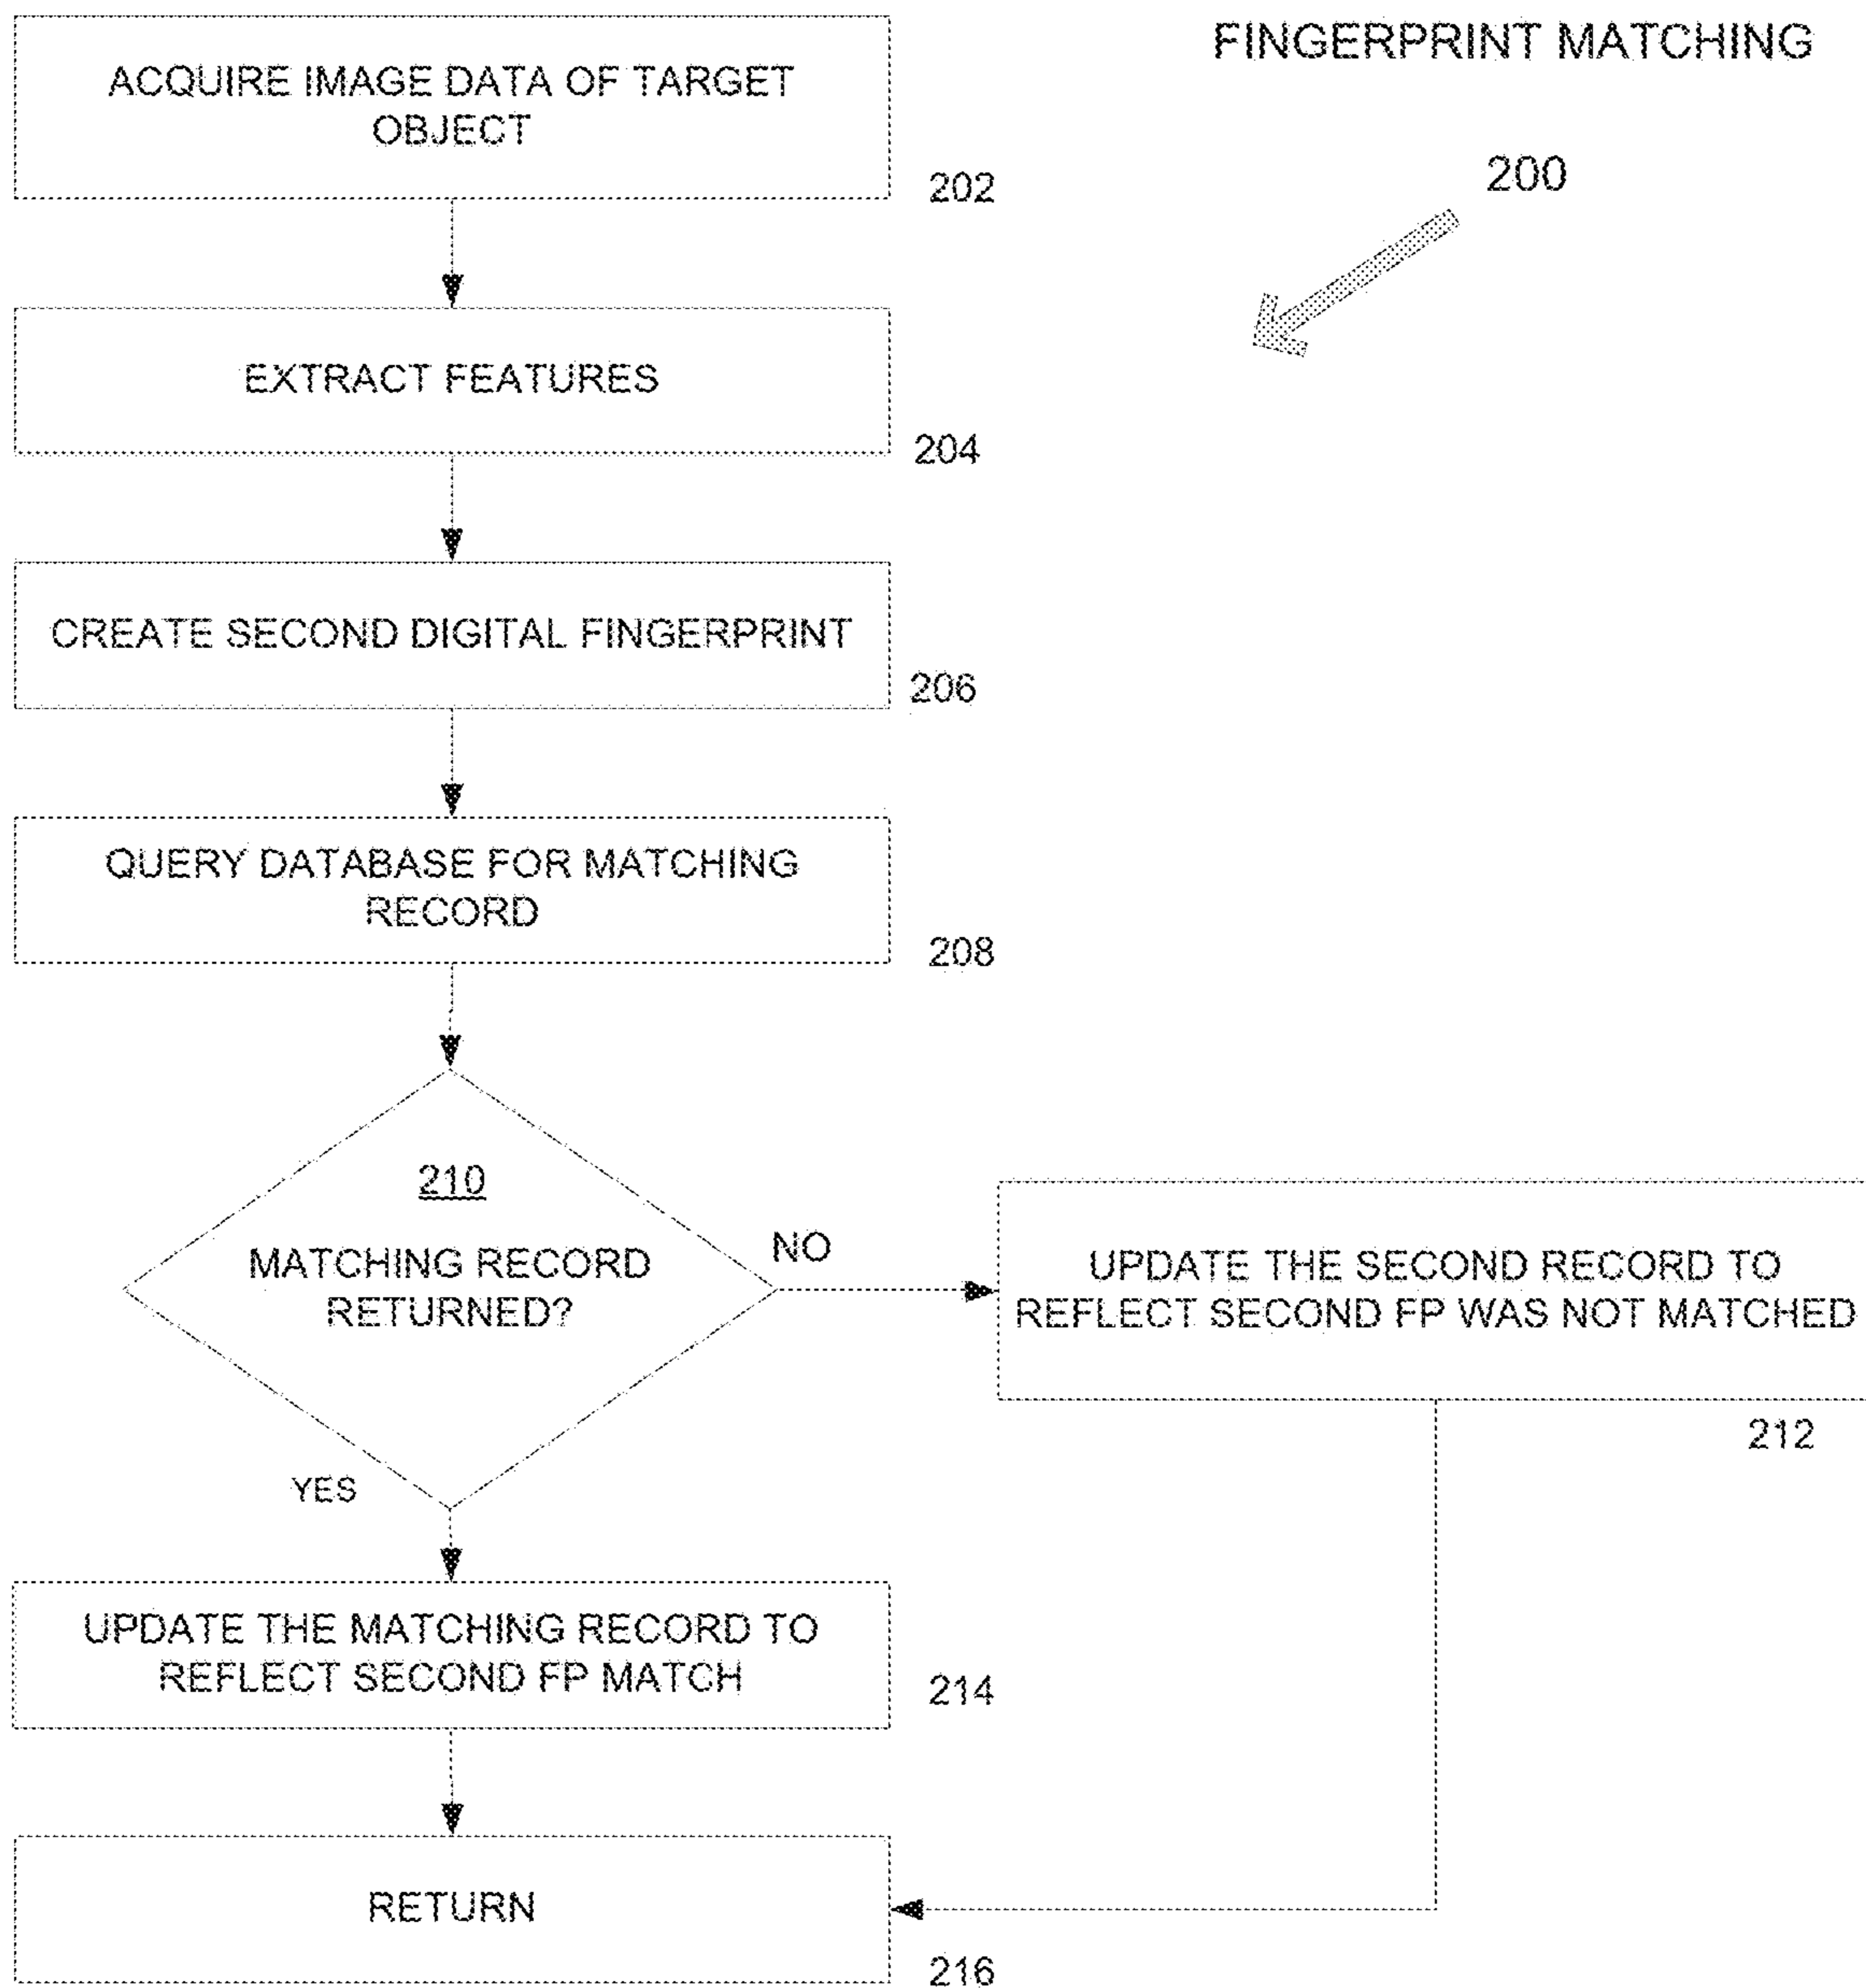 FINGERPRINT MATCHING
200
ACQUIRE IMAGE DATA OF TARGET
OBJECT
202
EXTRACT FEATURES
204
CREATE SECOND DIGITAL FINGERPRINT
206
QUERY DATABASE FOR MATCHING
RECORD
208
210
MATCHING RECORD
RETURNED?
NO
UPDATE THE SECOND RECORD TO
REFLECT SECOND FP WAS NOT MATCHED
212
YES
UPDATE THE MATCHING RECORD TO
REFLECT SECOND FP MATCH
214
RETURN
216